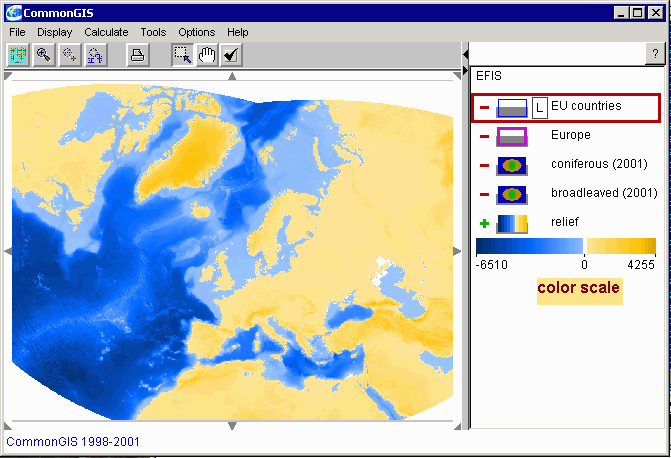 CommonGIS
File Display Calculate Tools Options Help
?
EFIS
L EU countries
Europe
coniferous (2001)
broadleaved (2001)
relief
-6510 0 4255
color scale
CommonGIS 1998-2001